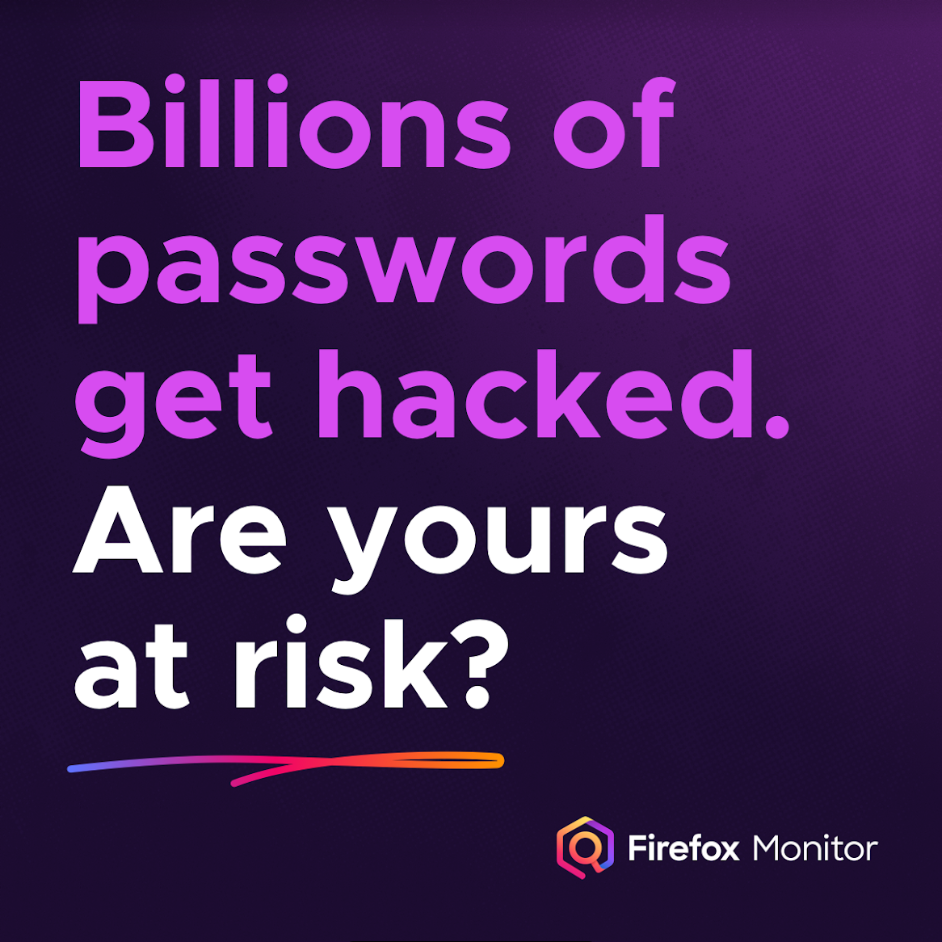 Billions of
passwords
get hacked.
Are yours
at risk?
Firefox Monitor